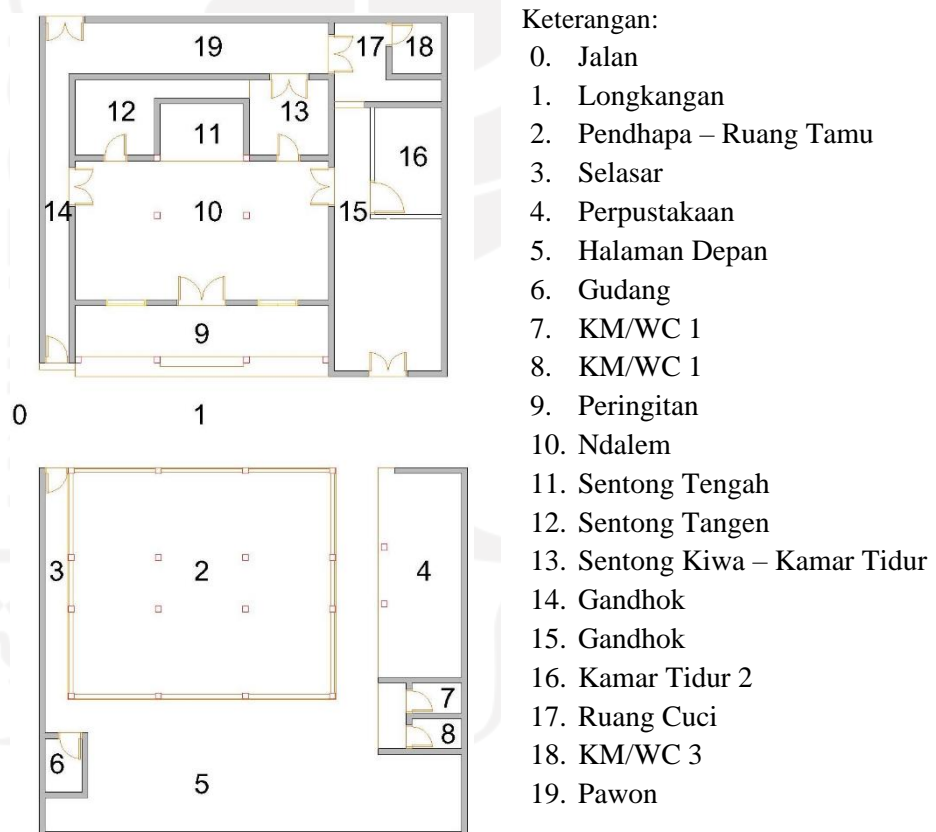 19
17
18
12
13
11
16
14
10
15
9
0
1
3
2
4
7
8
6
5
Keterangan:
0. Jalan
1. Longkangan
2. Pendhapa – Ruang Tamu
3. Selasar
4. Perpustakaan
5. Halaman Depan
6. Gudang
7. KM/WC 1
8. KM/WC 1
9. Peringitan
10. Ndalem
11. Sentong Tengah
12. Sentong Tangen
13. Sentong Kiwa – Kamar Tidur
14. Gandhok
15. Gandhok
16. Kamar Tidur 2
17. Ruang Cuci
18. KM/WC 3
19. Pawon